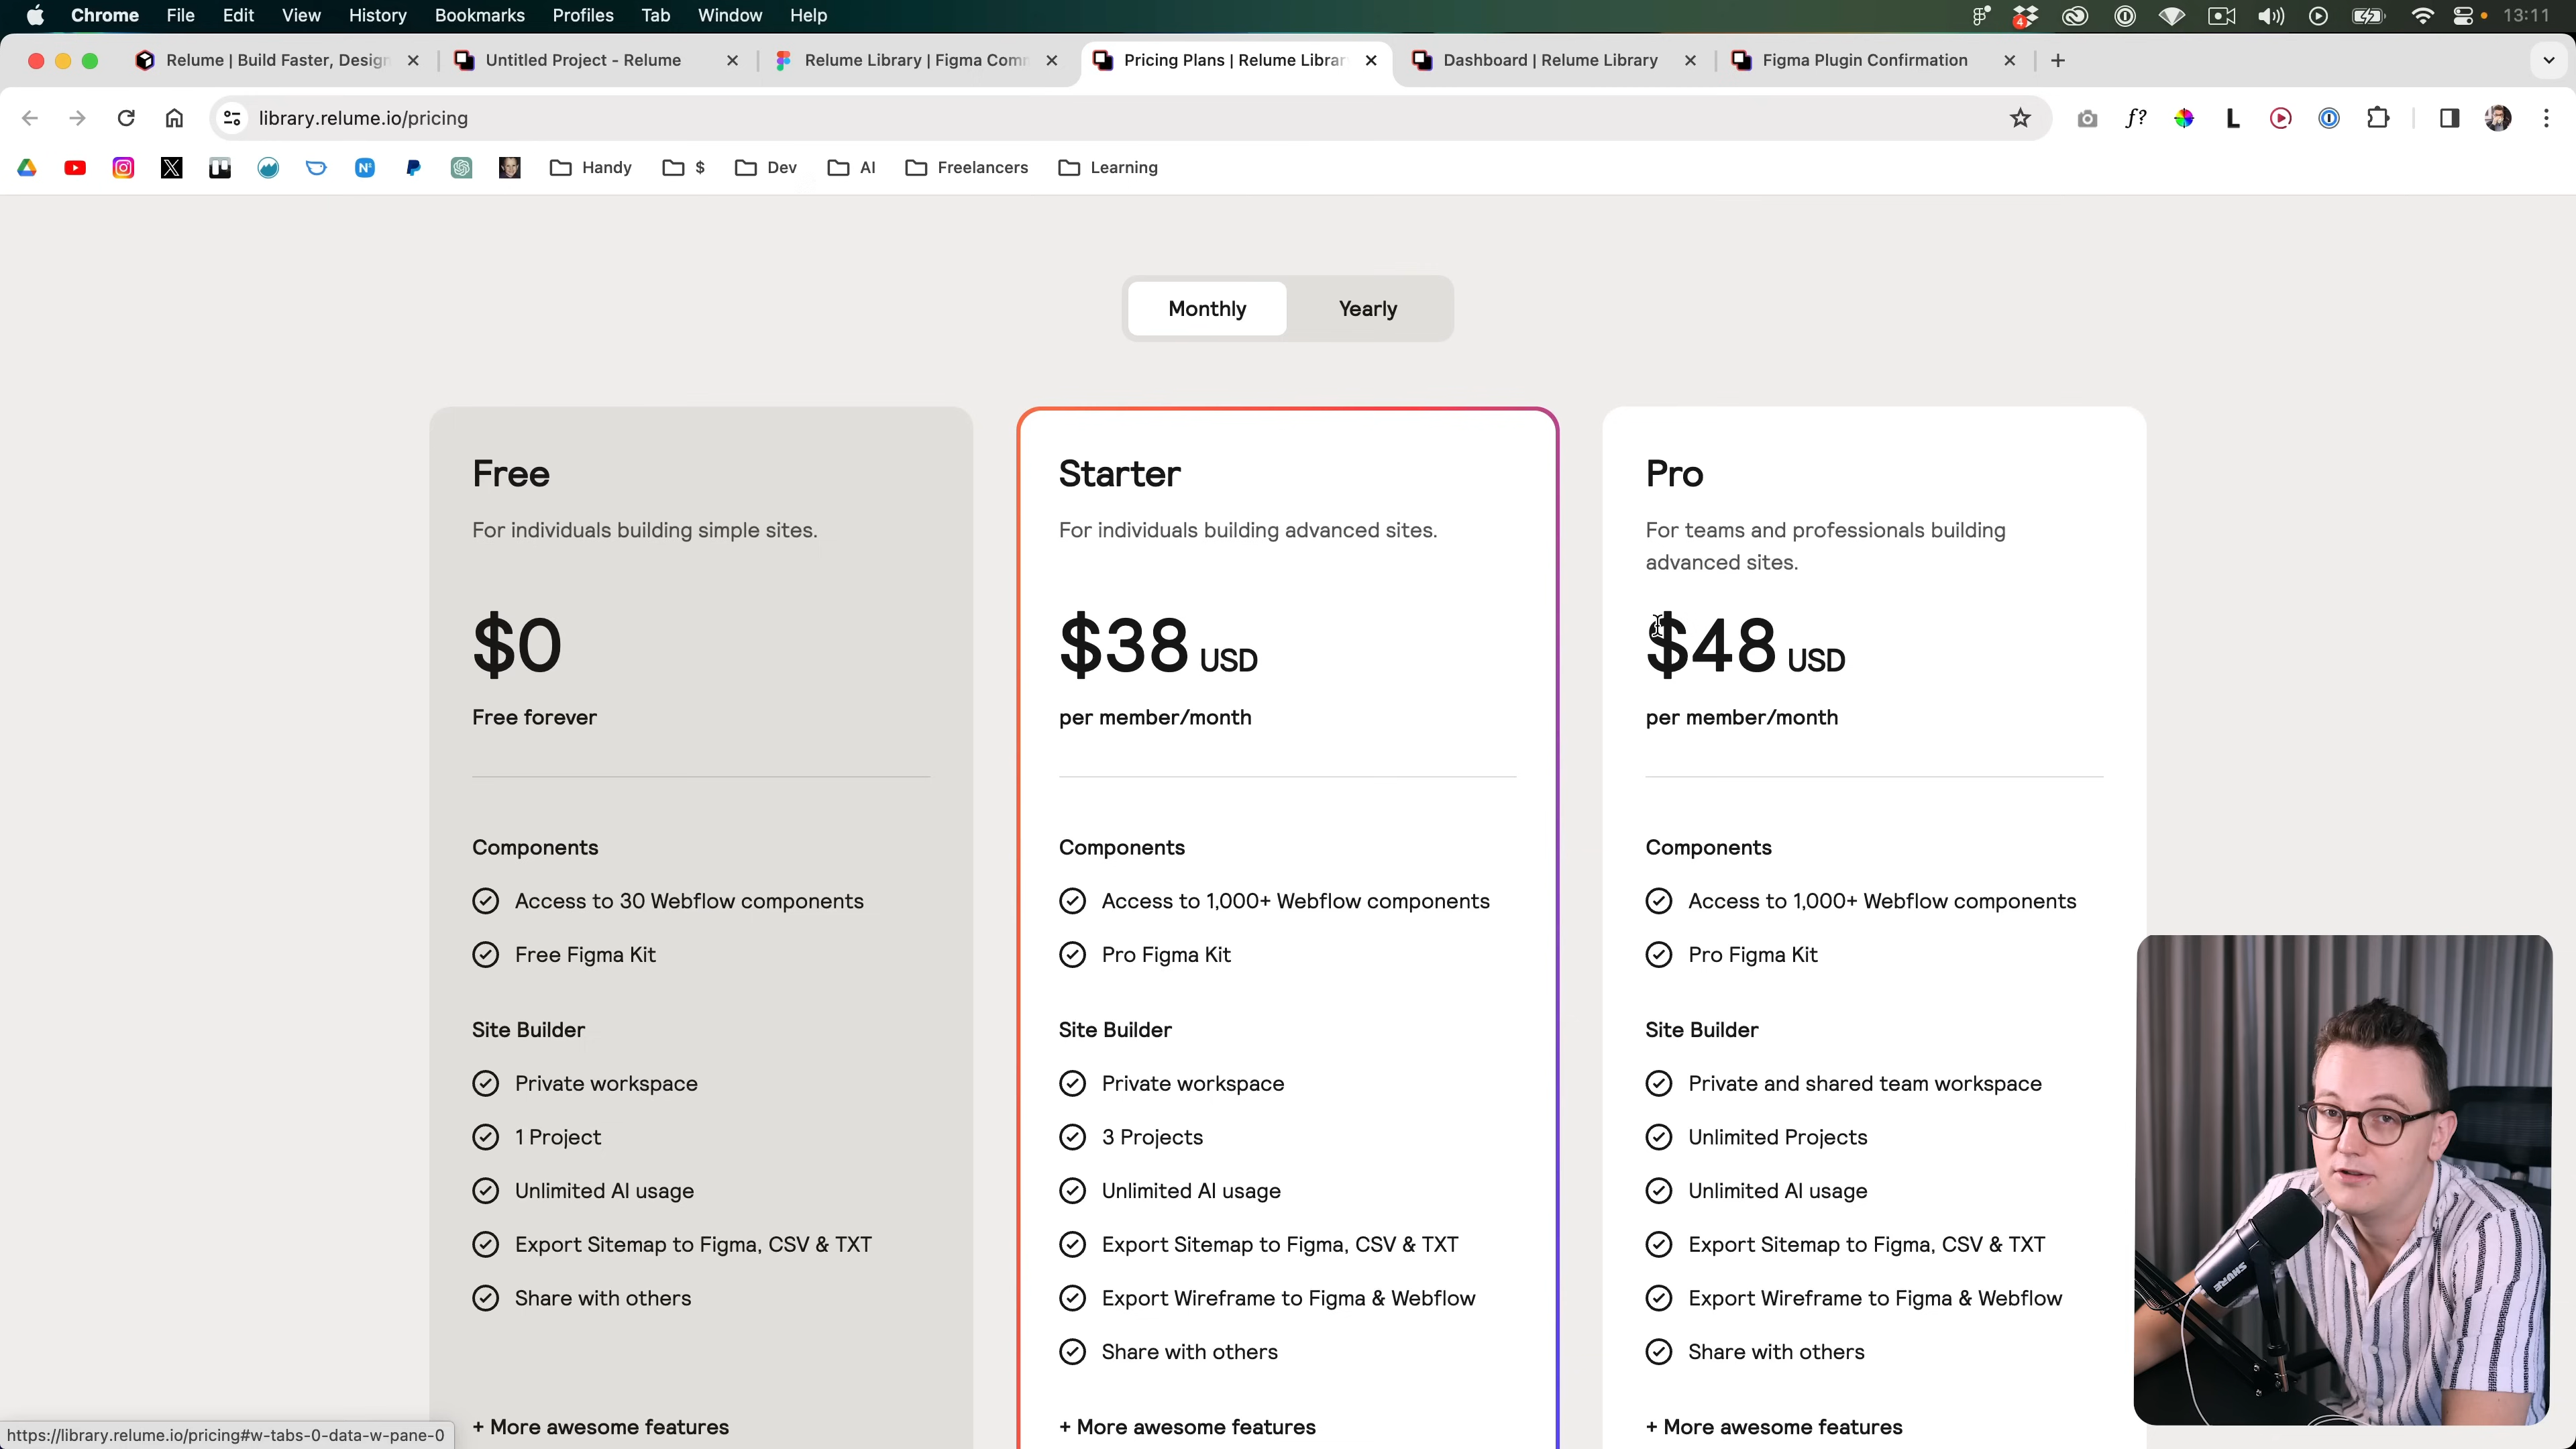 Chrome File Edit View History Bookmarks Profiles Tab Window Help 4 13:11
Relume | Build Faster, Design Untitled Project - Relume Relume Library | Figma Com Pricing Plans | Relume Librar Dashboard | Relume Library Figma Plugin Confirmation
library.relume.io/pricing
Handy $ Dev AI Freelancers Learning
Monthly Yearly
Free
For individuals building simple sites.
$0
Free forever
Components
Access to 30 Webflow components
Free Figma Kit
Site Builder
Private workspace
1 Project
Unlimited AI usage
Export Sitemap to Figma, CSV & TXT
Share with others
+ More awesome features
Starter
For individuals building advanced sites.
$38 USD
per member/month
Components
Access to 1,000+ Webflow components
Pro Figma Kit
Site Builder
Private workspace
3 Projects
Unlimited AI usage
Export Sitemap to Figma, CSV & TXT
Export Wireframe to Figma & Webflow
Share with others
+ More awesome features
Pro
For teams and professionals building
advanced sites.
$48 USD
per member/month
Components
Access to 1,000+ Webflow components
Pro Figma Kit
Site Builder
Private and shared team workspace
Unlimited Projects
Unlimited AI usage
Export Sitemap to Figma, CSV & TXT
Export Wireframe to Figma & Webflow
Share with others
+ More awesome features
SHURE
https://library.relume.io/pricing#w-tabs-0-data-w-pane-0